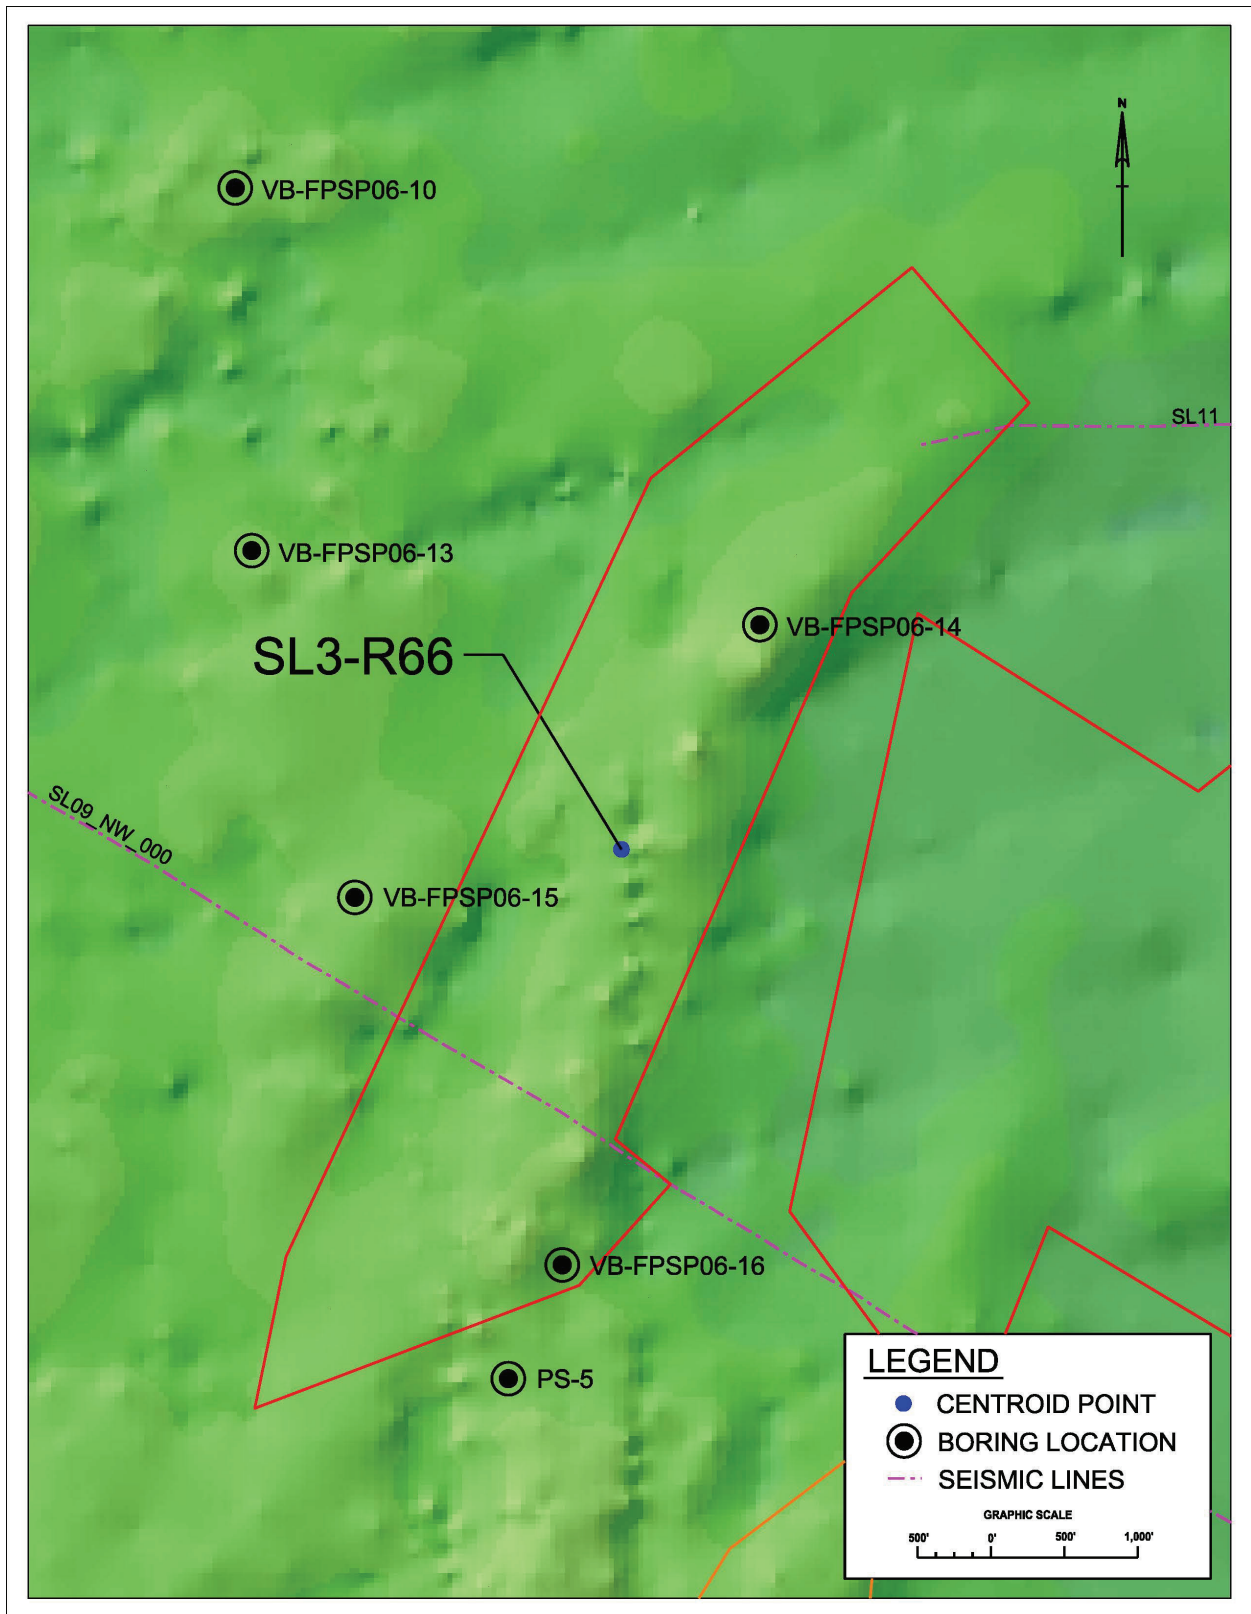 N
VB-FPSP06-10
SL11
VB-FPSP06-13
VB-FPSP06-14
SL3-R66
SL09_NW_000
VB-FPSP06-15
VB-FPSP06-16
PS-5
LEGEND
CENTROID POINT
BORING LOCATION
SEISMIC LINES
GRAPHIC SCALE
500' 0' 500' 1,000'